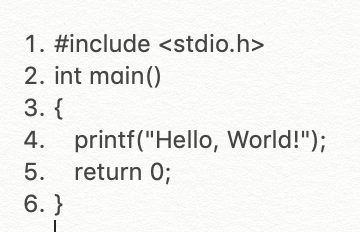 1. #include <stdio.h>
2. int main()
3. {
4.    printf("Hello, World!");
5.    return 0;
6. }